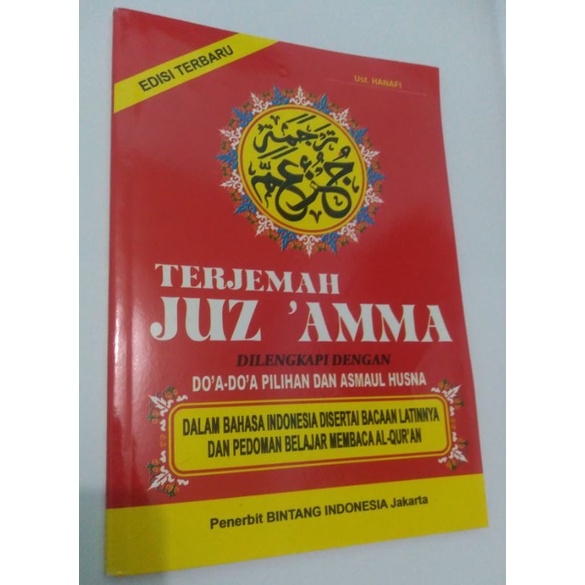 EDISI TERBARU
Ust. HANAFI
ترجمة
جزء عم
TERJEMAH
JUZ 'AMMA
DILENGKAPI DENGAN
DO'A-DO'A PILIHAN DAN ASMAUL HUSNA
DALAM BAHASA INDONESIA DISERTAI BACAAN LATINNYA
DAN PEDOMAN BELAJAR MEMBACA AL-QUR'AN
Penerbit BINTANG INDONESIA Jakarta